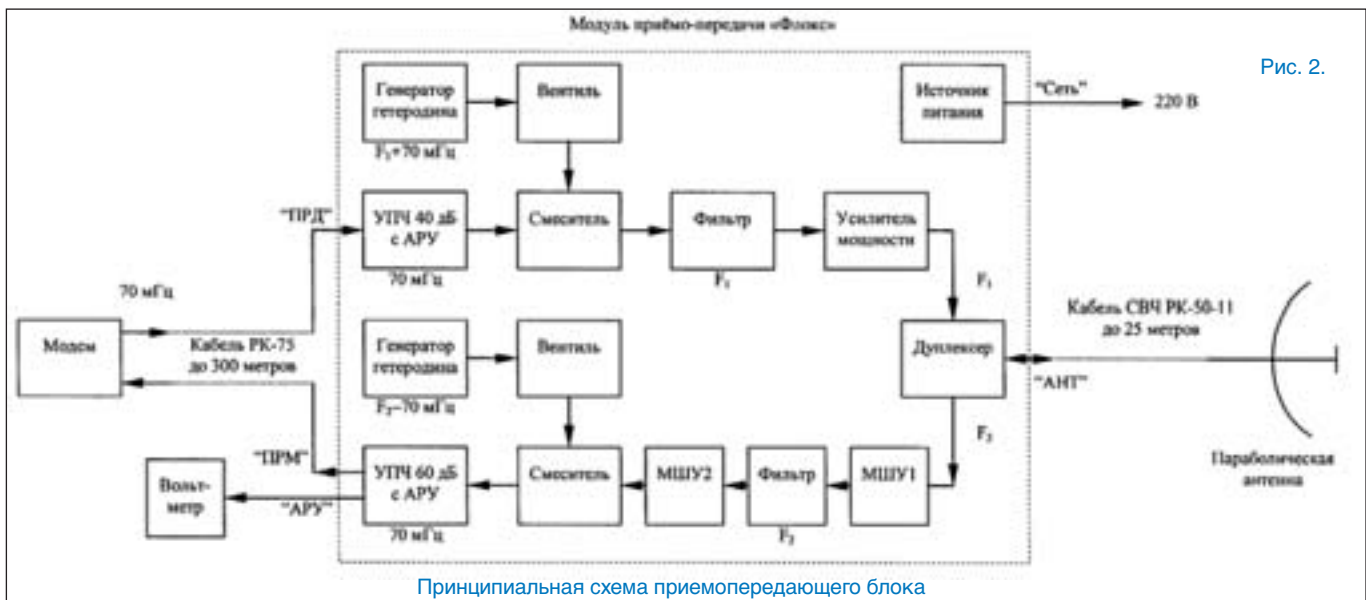 Модуль приёмо-передачи «Флокс»
Рис. 2.
Генератор
гетеродина
F₁+70 мГц
Вентиль
Источник
питания
"Сеть"
220 В
"ПРД"
УПЧ 40 дБ
с АРУ
70 мГц
Смеситель
Фильтр
F₁
Усилитель
мощности
F₁
70 мГц
Модем
Кабель РК-75
до 300 метров
Генератор
гетеродина
F₂−70 мГц
Вентиль
Дуплексер
"АНТ"
Кабель СВЧ РК-50-11
до 25 метров
F₂
Параболическая
антенна
"ПРМ"
"АРУ"
Вольт-
метр
УПЧ 60 дБ
с АРУ
70 мГц
Смеситель
МШУ2
Фильтр
F₂
МШУ1
Принципиальная схема приемопередающего блока